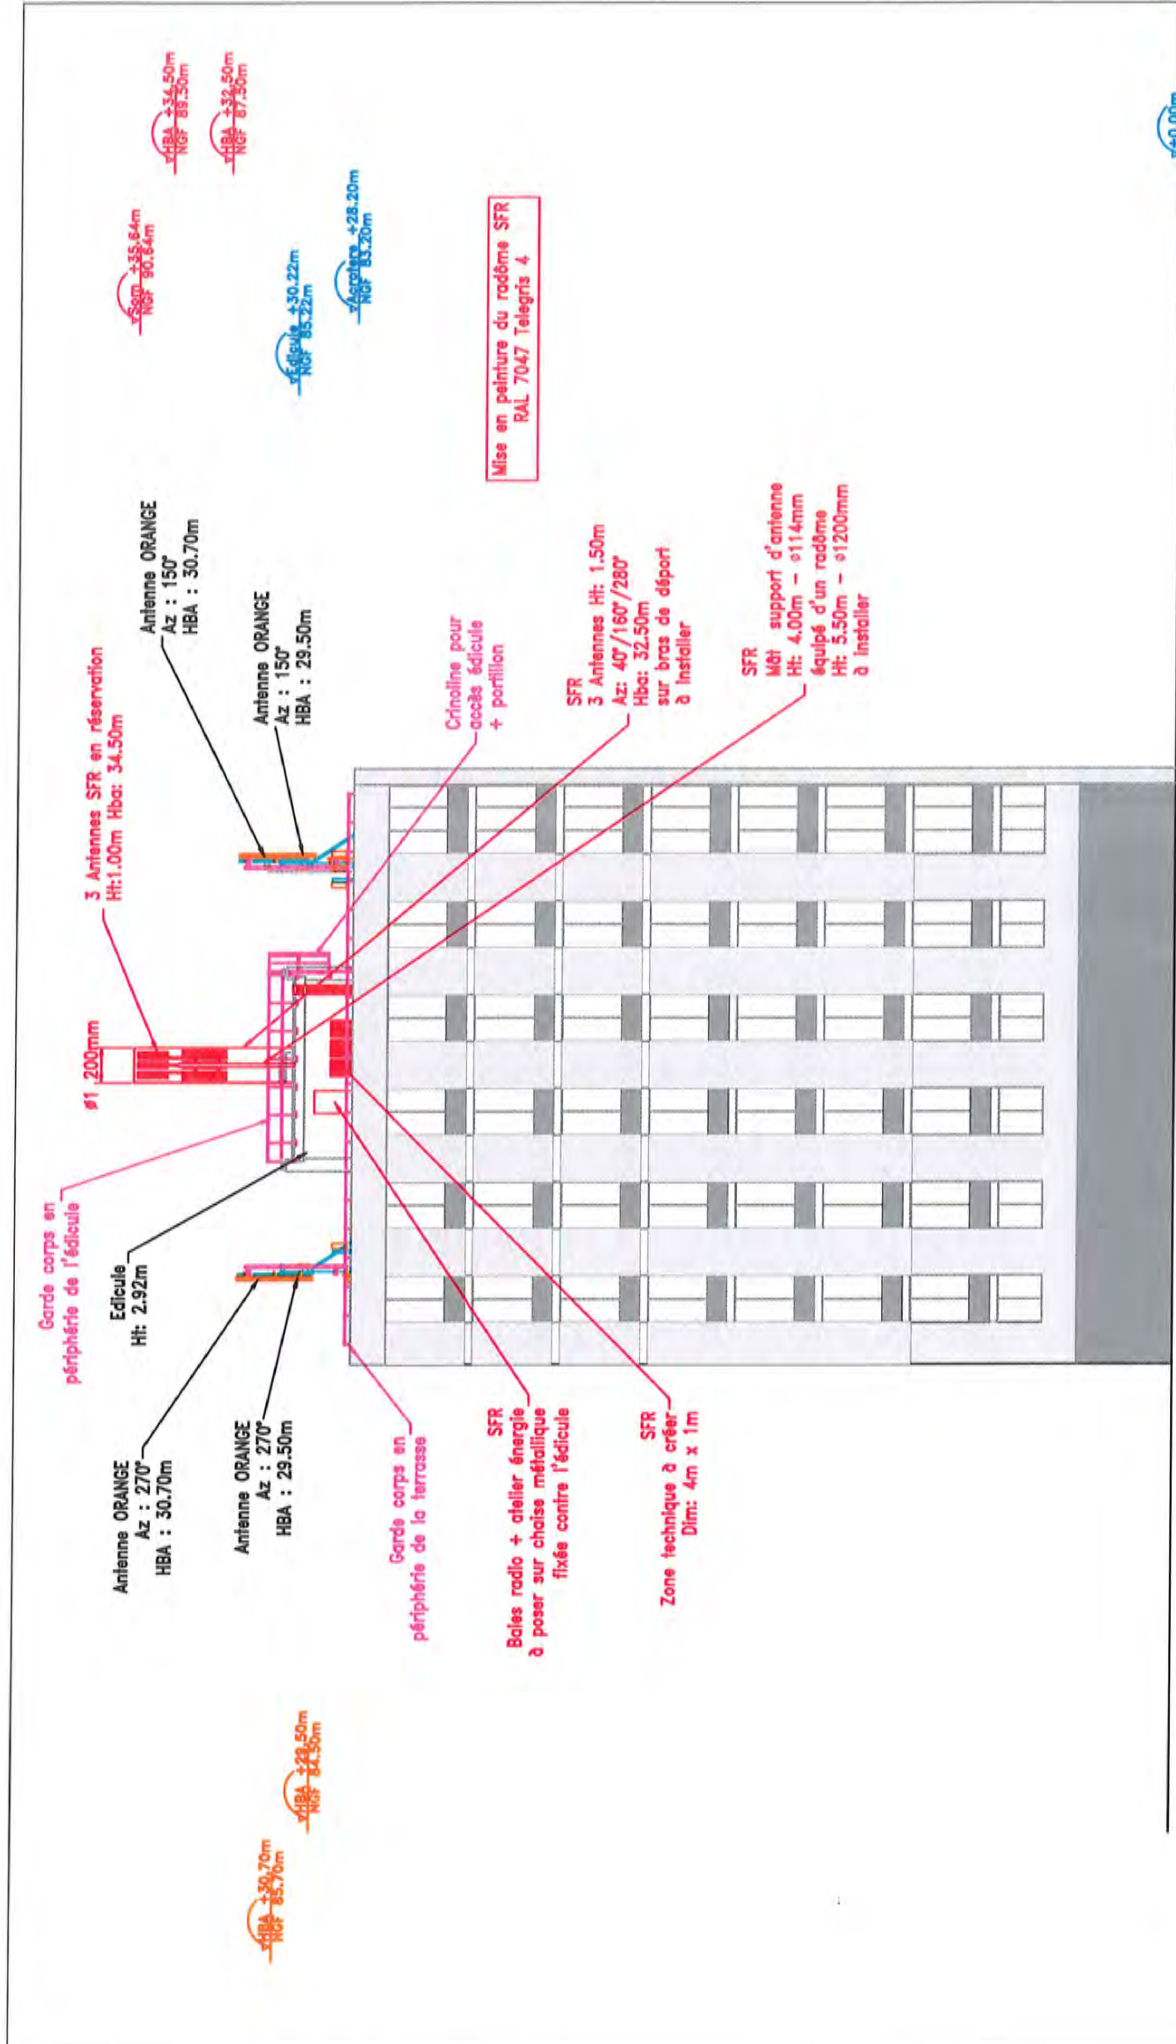 Garde corps en
périphérie de l'édicule
Edicule
Ht: 2.92m
ø1 200mm
3 Antennes SFR en réservation
Ht:1.00m Hba: 34.50m
Antenne ORANGE
Az : 150°
HBA : 30.70m
Antenne ORANGE
Az : 150°
HBA : 29.50m
Antenne ORANGE
Az : 270°
HBA : 30.70m
Antenne ORANGE
Az : 270°
HBA : 29.50m
Garde corps en
périphérie de la terrasse
SFR
Baies radio + atelier énergie
à poser sur chaise métallique
fixée contre l'édicule
SFR
Zone technique à créer
Dim: 4m x 1m
Crinoline pour
accès édicule
+ portillon
SFR
3 Antennes Ht: 1.50m
Az: 40°/160°/280°
Hba: 32.50m
sur bras de déport
à installer
SFR
Mât support d'antenne
Ht: 4.00m - ø114mm
équipé d'un radôme
Ht: 5.50m - ø1200mm
à installer
Mise en peinture du radôme SFR
RAL 7047 Telegris 4
Som +35.64m
NGF 90.64m
HBA +34.50m
NGF 89.50m
HBA +32.50m
NGF 87.50m
Edicule +30.22m
NGF 85.22m
Acrotère +28.20m
NGF 83.20m
HBA +30.70m
NGF 85.70m
HBA +29.50m
NGF 84.50m
±0.00m